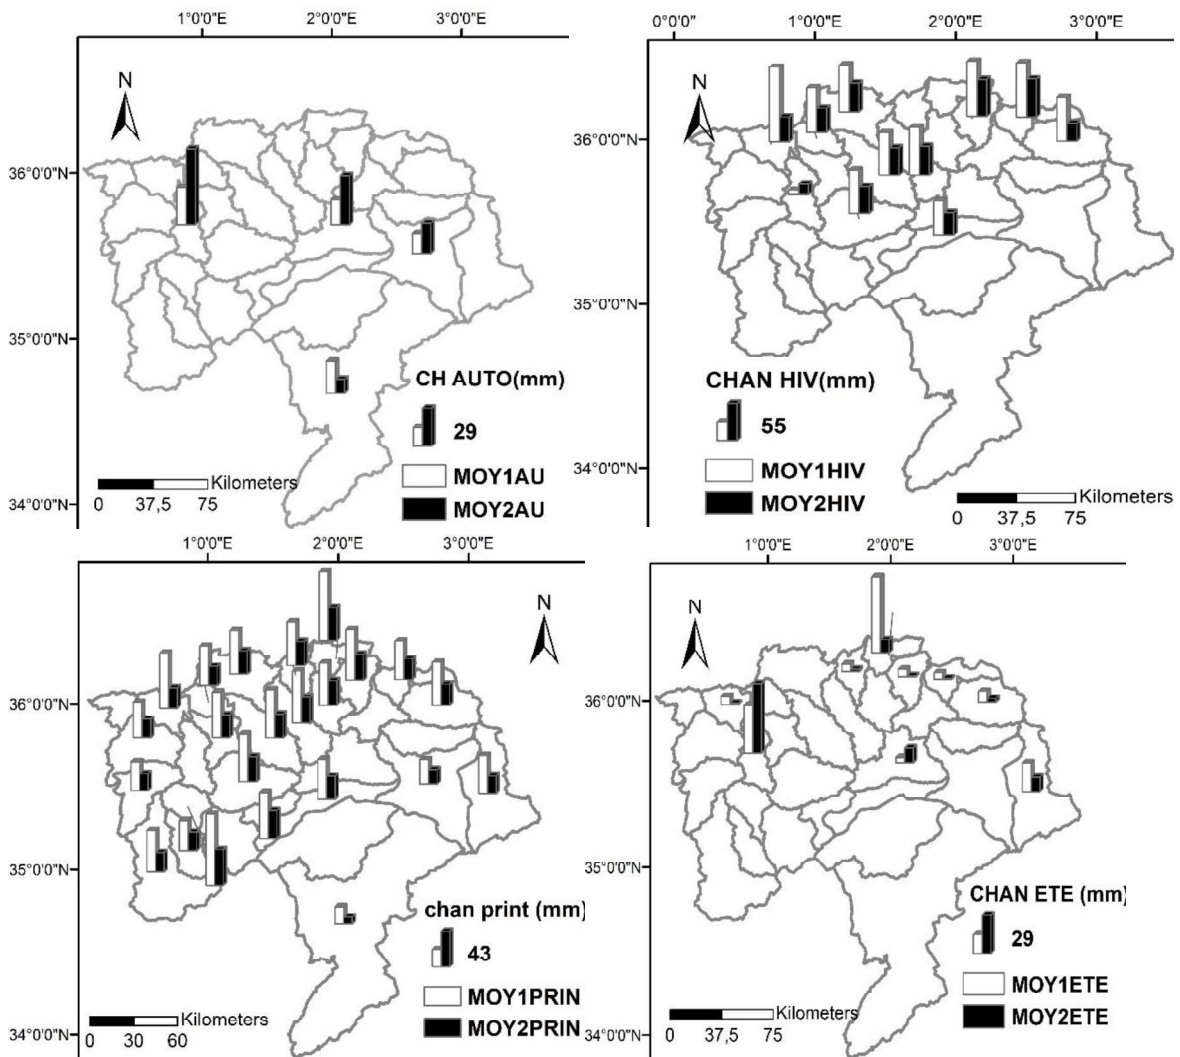 1°0'0"E 2°0'0"E 3°0'0"E
N
36°0'0"N
35°0'0"N
34°0'0"N
CH AUTO(mm)
29
MOY1AU
MOY2AU
Kilometers
0 37,5 75
0°0'0" 1°0'0"E 2°0'0"E 3°0'0"E
N
36°0'0"N
35°0'0"N
34°0'0"N
CHAN HIV(mm)
55
MOY1HIV
MOY2HIV
Kilometers
0 37,5 75
1°0'0"E 2°0'0"E 3°0'0"E
N
36°0'0"N
35°0'0"N
34°0'0"N
chan print (mm)
43
MOY1PRIN
MOY2PRIN
Kilometers
0 30 60
1°0'0"E 2°0'0"E 3°0'0"E
N
36°0'0"N
35°0'0"N
34°0'0"N
CHAN ETE (mm)
29
MOY1ETE
MOY2ETE
Kilometers
0 37,5 75